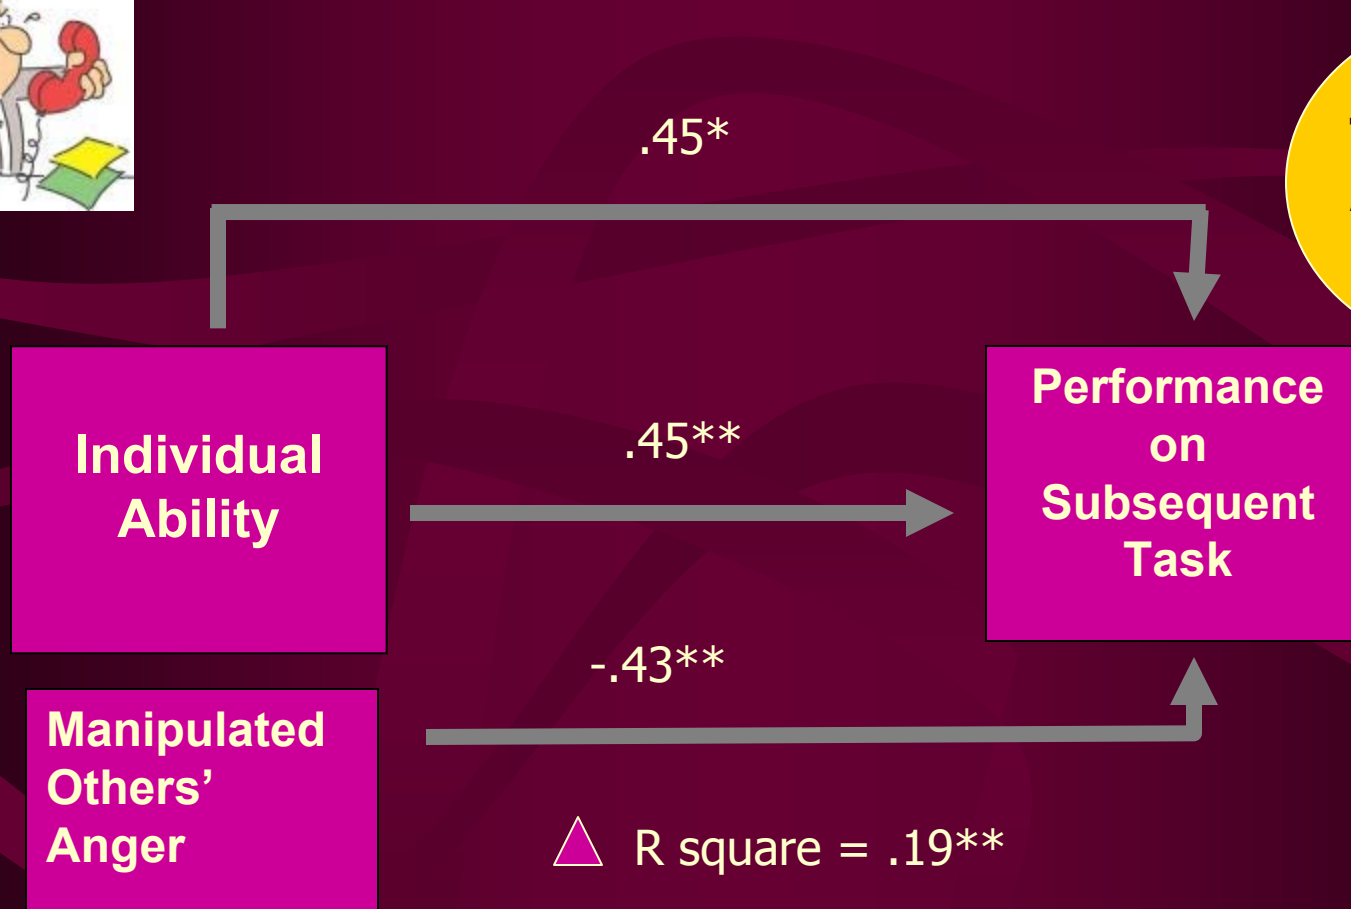 .45*
Individual
Ability
.45**
Performance
on
Subsequent
Task
-.43**
Manipulated
Others’
Anger
R square = .19**